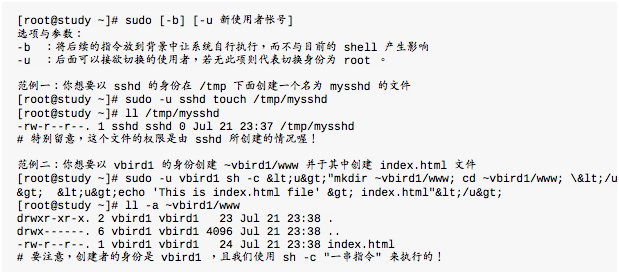 [root@study ~]# sudo [-b] [-u 新使用者帐号]
选项与参数：
-b  ：将后续的指令放到背景中让系统自行执行，而不与目前的 shell 产生影响
-u  ：后面可以接欲切换的使用者，若无此项则代表切换身份为 root 。
范例一：你想要以 sshd 的身份在 /tmp 下面创建一个名为 mysshd 的文件
[root@study ~]# sudo -u sshd touch /tmp/mysshd
[root@study ~]# ll /tmp/mysshd
-rw-r--r--. 1 sshd sshd 0 Jul 21 23:37 /tmp/mysshd
# 特别留意，这个文件的权限是由 sshd 所创建的情况喔！
范例二：你想要以 vbird1 的身份创建 ~vbird1/www 并于其中创建 index.html 文件
[root@study ~]# sudo -u vbird1 sh -c &lt;u&gt;"mkdir ~vbird1/www; cd ~vbird1/www; \&lt;/u
&gt;  &lt;u&gt;echo 'This is index.html file' &gt; index.html"&lt;/u&gt;
[root@study ~]# ll -a ~vbird1/www
drwxr-xr-x. 2 vbird1 vbird1   23 Jul 21 23:38 .
drwx------. 6 vbird1 vbird1 4096 Jul 21 23:38 ..
-rw-r--r--. 1 vbird1 vbird1   24 Jul 21 23:38 index.html
# 要注意，创建者的身份是 vbird1 ，且我们使用 sh -c "一串指令" 来执行的！